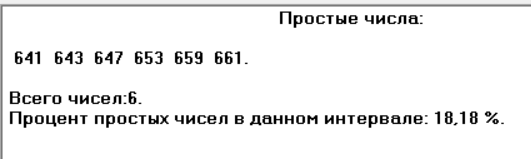 Простые числа:
641 643 647 653 659 661.
Всего чисел:6.
Процент простых чисел в данном интервале: 18,18 %.